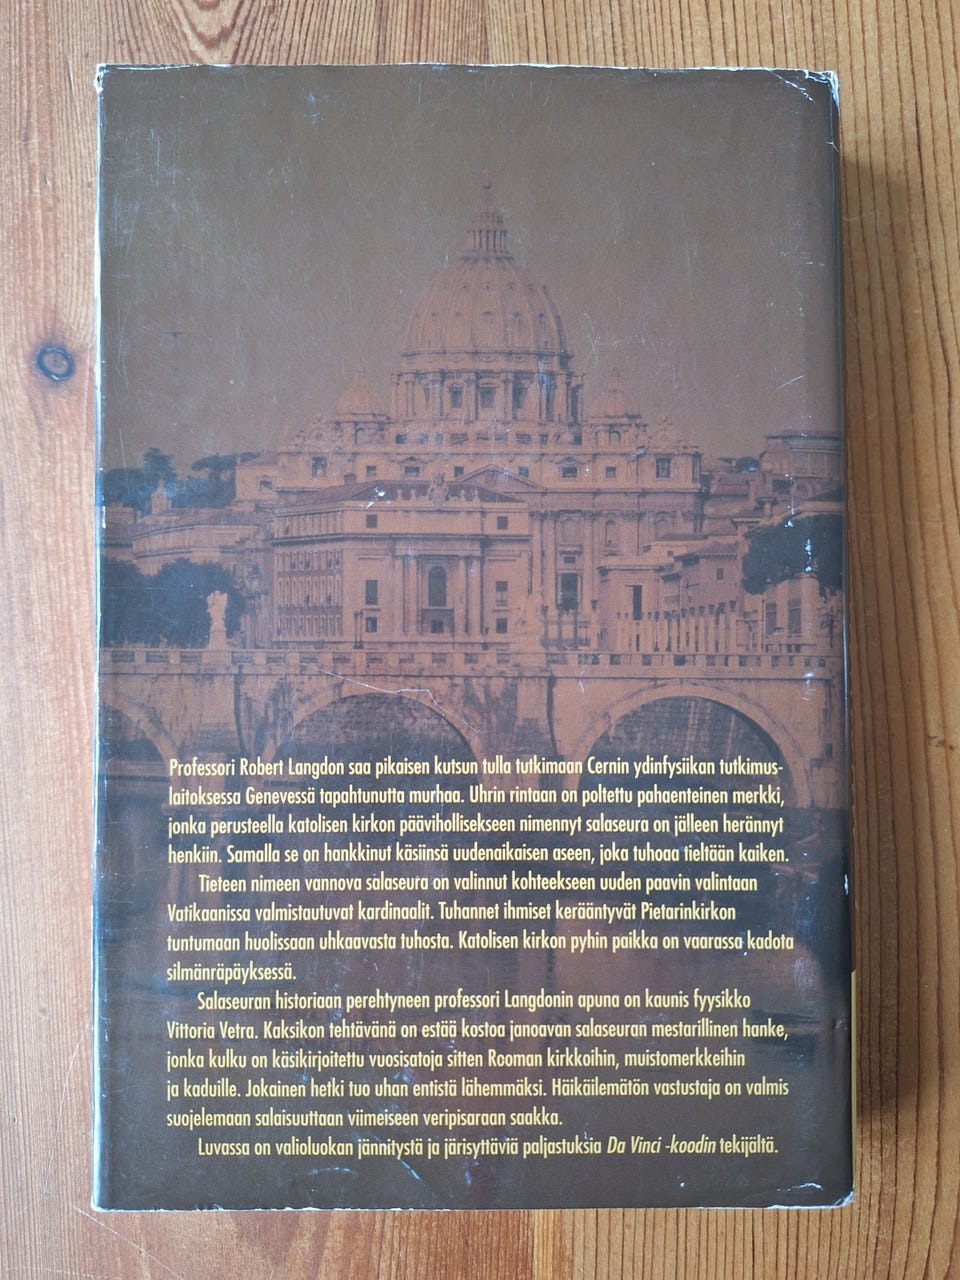 Professori Robert Langdon saa pikaisen kutsun tulla tutkimaan Cernin ydinfysiikan tutkimus-
laitoksessa Genevessä tapahtunutta murhaa. Uhrin rintaan on poltettu pahaenteinen merkki,
jonka perusteella katolisen kirkon päävihollisekseen nimennyt salaseura on jälleen herännyt
henkiin. Samalla se on hankkinut käsiinsä uudenaikaisen aseen, joka tuhoaa tieltään kaiken.
Tieteen nimeen vannova salaseura on valinnut kohteekseen uuden paavin valintaan
Vatikaanissa valmistautuvat kardinaalit. Tuhannet ihmiset kerääntyvät Pietarinkirkon
tuntumaan huolissaan uhkaavasta tuhosta. Katolisen kirkon pyhin paikka on vaarassa kadota
silmänräpäyksessä.
Salaseuran historiaan perehtyneen professori Langdonin apuna on kaunis fyysikko
Vittoria Vetra. Kaksikon tehtävänä on estää kostoa janoavan salaseuran mestarillinen hanke,
jonka kulku on käsikirjoitettu vuosisatoja sitten Rooman kirkkoihin, muistomerkkeihin
ja kaduille. Jokainen hetki tuo uhan entistä lähemmäksi. Häikäilemätön vastustaja on valmis
suojelemaan salaisuuttaan viimeiseen veripisaraan saakka.
Luvassa on valioluokan jännitystä ja järisyttäviä paljastuksia Da Vinci -koodin tekijältä.